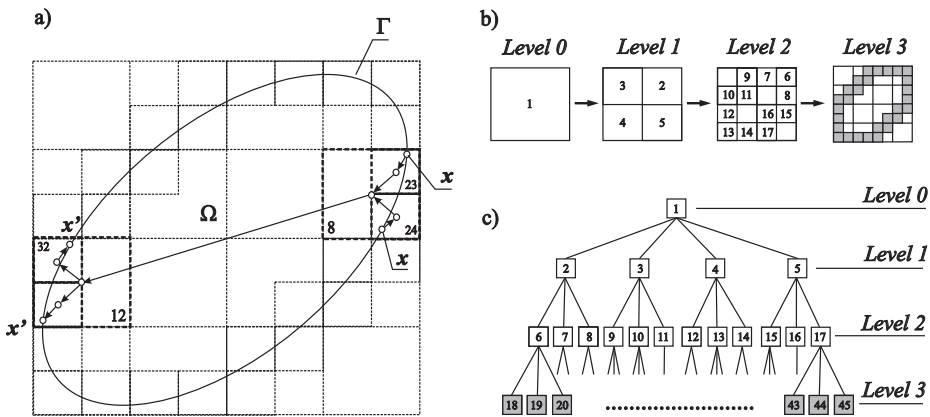 a)
Γ
Ω
x
23
24
8
x
x'
32
12
x'
b)
Level 0
Level 1
Level 2
Level 3
1
3 2
4 5
9 7 6
10 11 8
12 16 15
13 14 17
c)
Level 0
1
Level 1
2 3 4 5
Level 2
6 7 8 9 10 11 12 13 14 15 16 17
Level 3
18 19 20 43 44 45